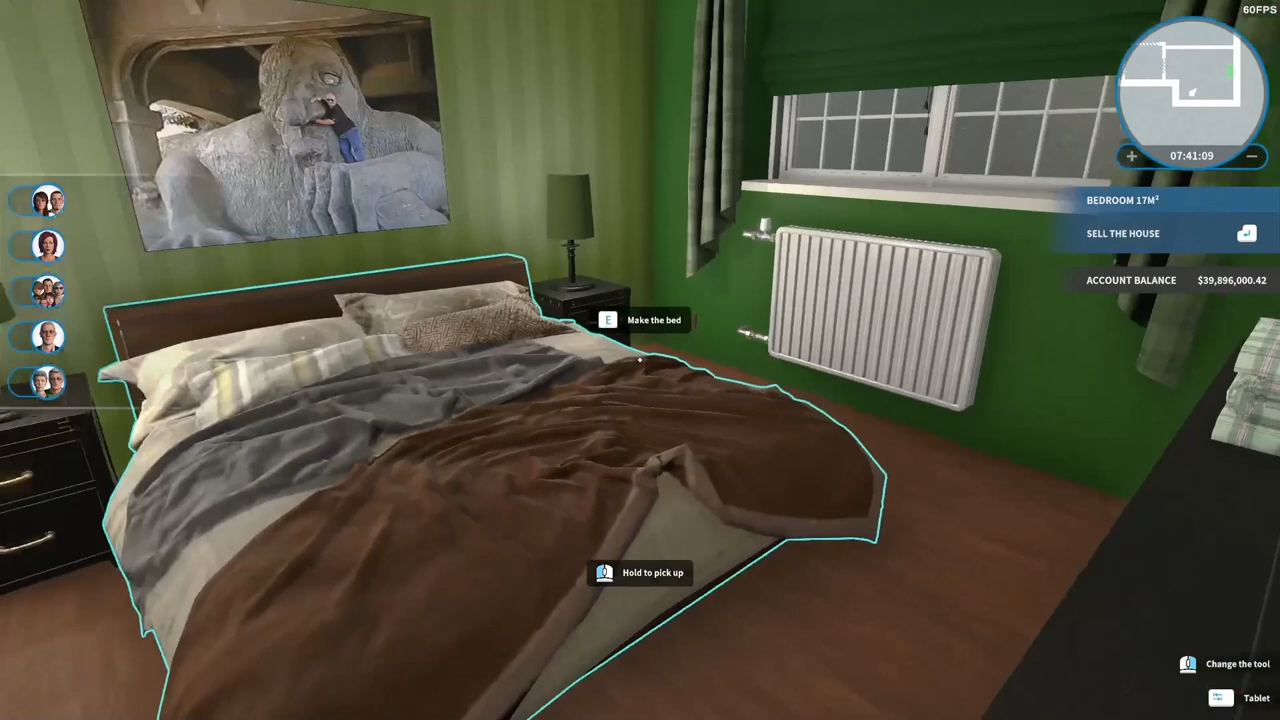 60FPS
07:41:09
BEDROOM 17M²
SELL THE HOUSE
ACCOUNT BALANCE $39,896,000.42
E Make the bed
Hold to pick up
Change the tool
Tablet